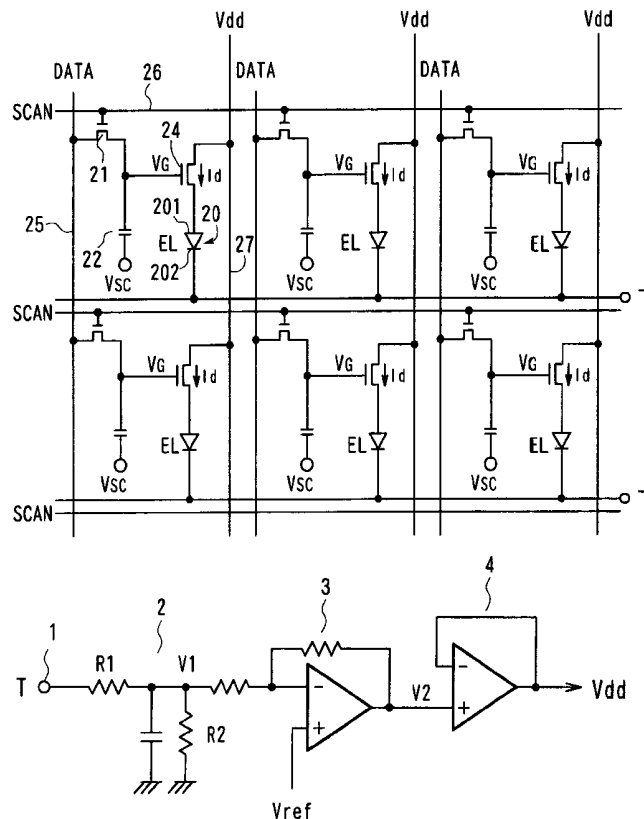 Vdd Vdd Vdd
DATA DATA DATA
26
SCAN
24
21 VG Id VG Id VG Id
25 201 20
22 EL 27 EL EL
202
VSC VSC VSC
T
SCAN
VG Id VG Id VG Id
EL EL EL
VSC VSC VSC
T
SCAN
3 4
1 2
T R1 V1 - - Vdd
V2
R2 + +
Vref